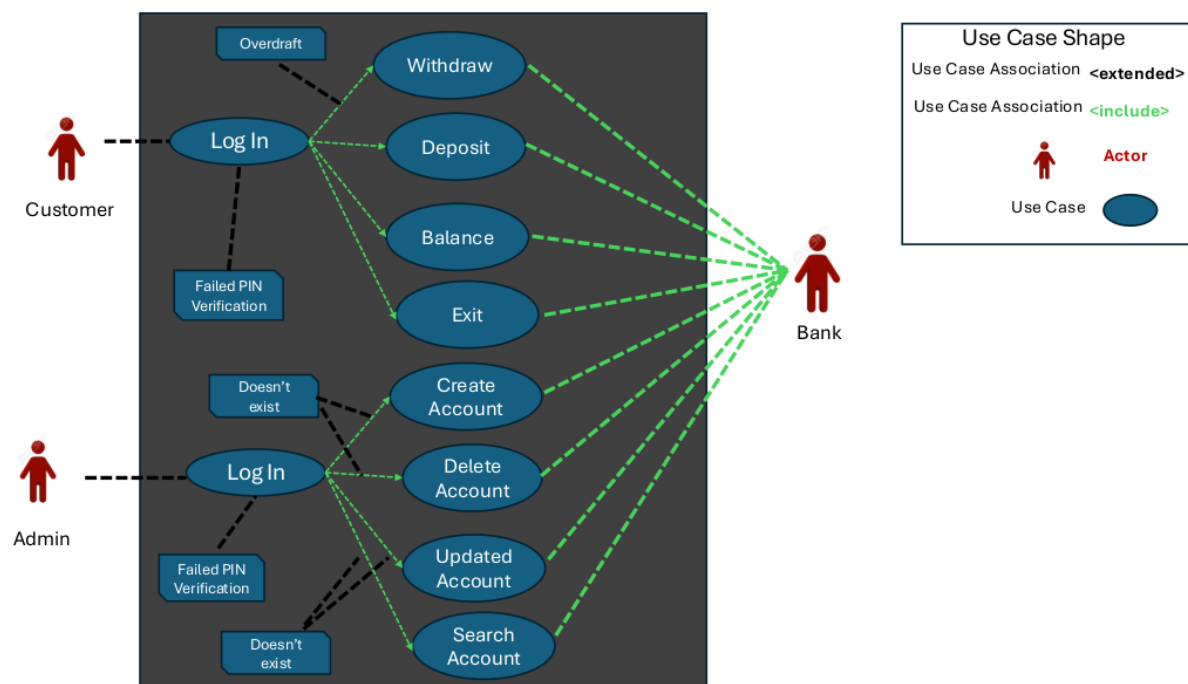 Overdraft
Withdraw
Log In
Deposit
Customer
Balance
Failed PIN
Verification
Exit
Bank
Doesn't
exist
Create
Account
Log In
Delete
Account
Admin
Failed PIN
Verification
Updated
Account
Doesn't
exist
Search
Account
Use Case Shape
Use Case Association <extended>
Use Case Association <include>
Actor
Use Case